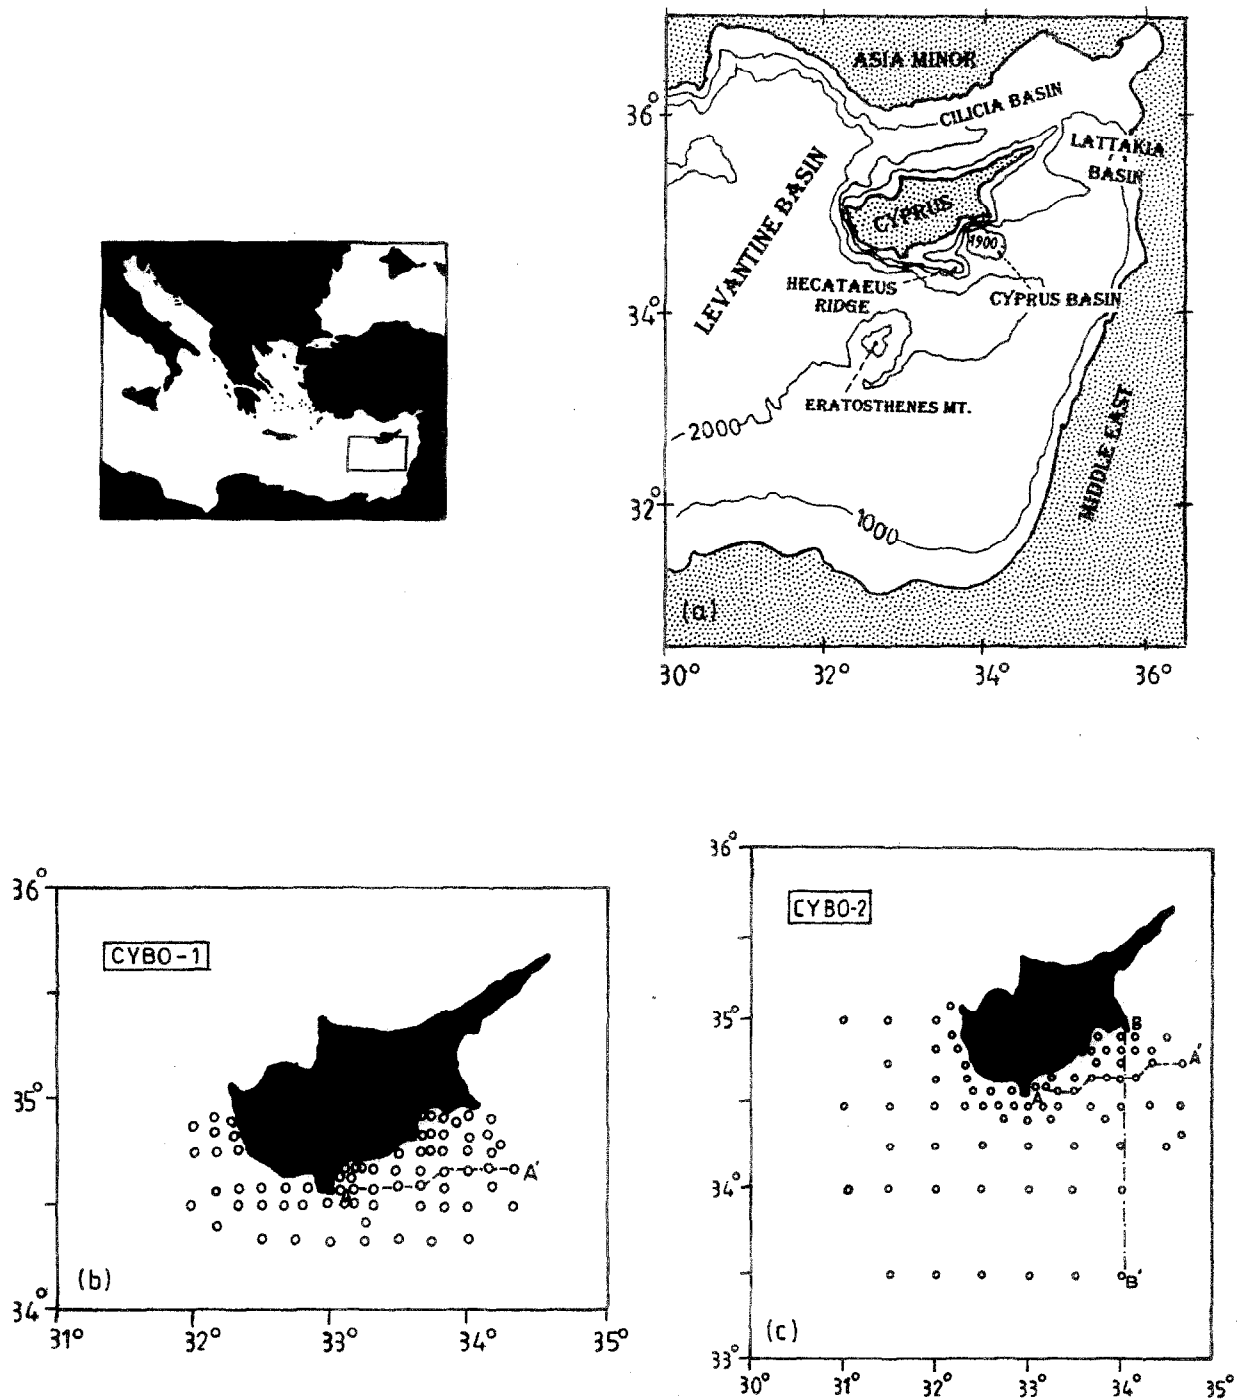 ASIA MINOR
CILICIA BASIN
36°
LATTAKIA
BASIN
LEVANTINE BASIN
CYPRUS
1900
HECATAEUS
RIDGE
CYPRUS BASIN
34°
ERATOSTHENES MT.
2000
MIDDLE EAST
32°
1000
(a)
30°
32°
34°
36°
36°
CYBO-1
35°
A
A'
(b)
34°
31°
32°
33°
34°
35°
36°
CYBO-2
35°
B
A'
A
34°
B'
(c)
33°
30°
31°
32°
33°
34°
35°